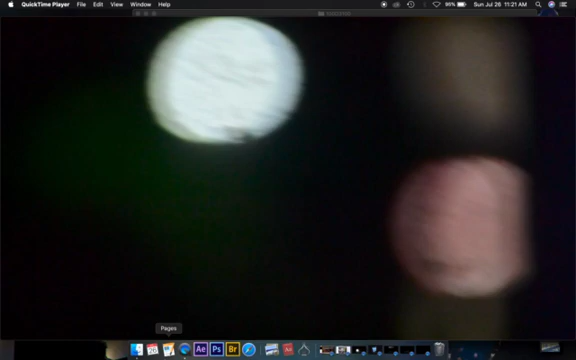 QuickTime Player File Edit View Window Help 99% Sun Jul 26 11:21 AM
Pages
Ae Ps Br